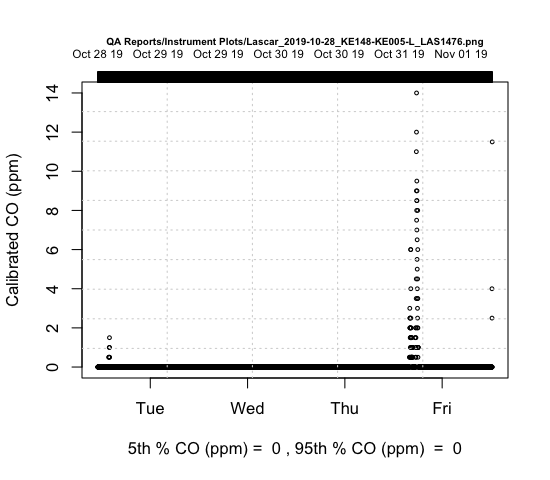 QA Reports/Instrument Plots/Lascar_2019-10-28_KE148-KE005-L_LAS1476.png
Oct 28 19 Oct 29 19 Oct 29 19 Oct 30 19 Oct 30 19 Oct 31 19 Nov 01 19
14
12
10
8
6
4
2
0
Calibrated CO (ppm)
Tue Wed Thu Fri
5th % CO (ppm) = 0 , 95th % CO (ppm) = 0